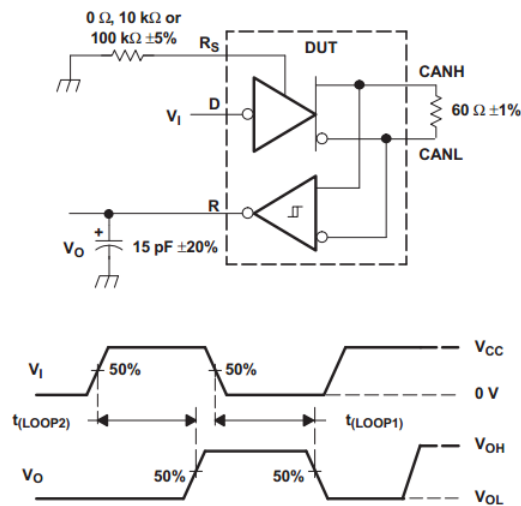 0 Ω, 10 kΩ or
100 kΩ ±5%
RS
DUT
CANH
60 Ω ±1%
VI
D
CANL
R
+
VO
15 pF ±20%
VCC
VI
50%
50%
0 V
t(LOOP2)
t(LOOP1)
VOH
VO
50%
50%
VOL